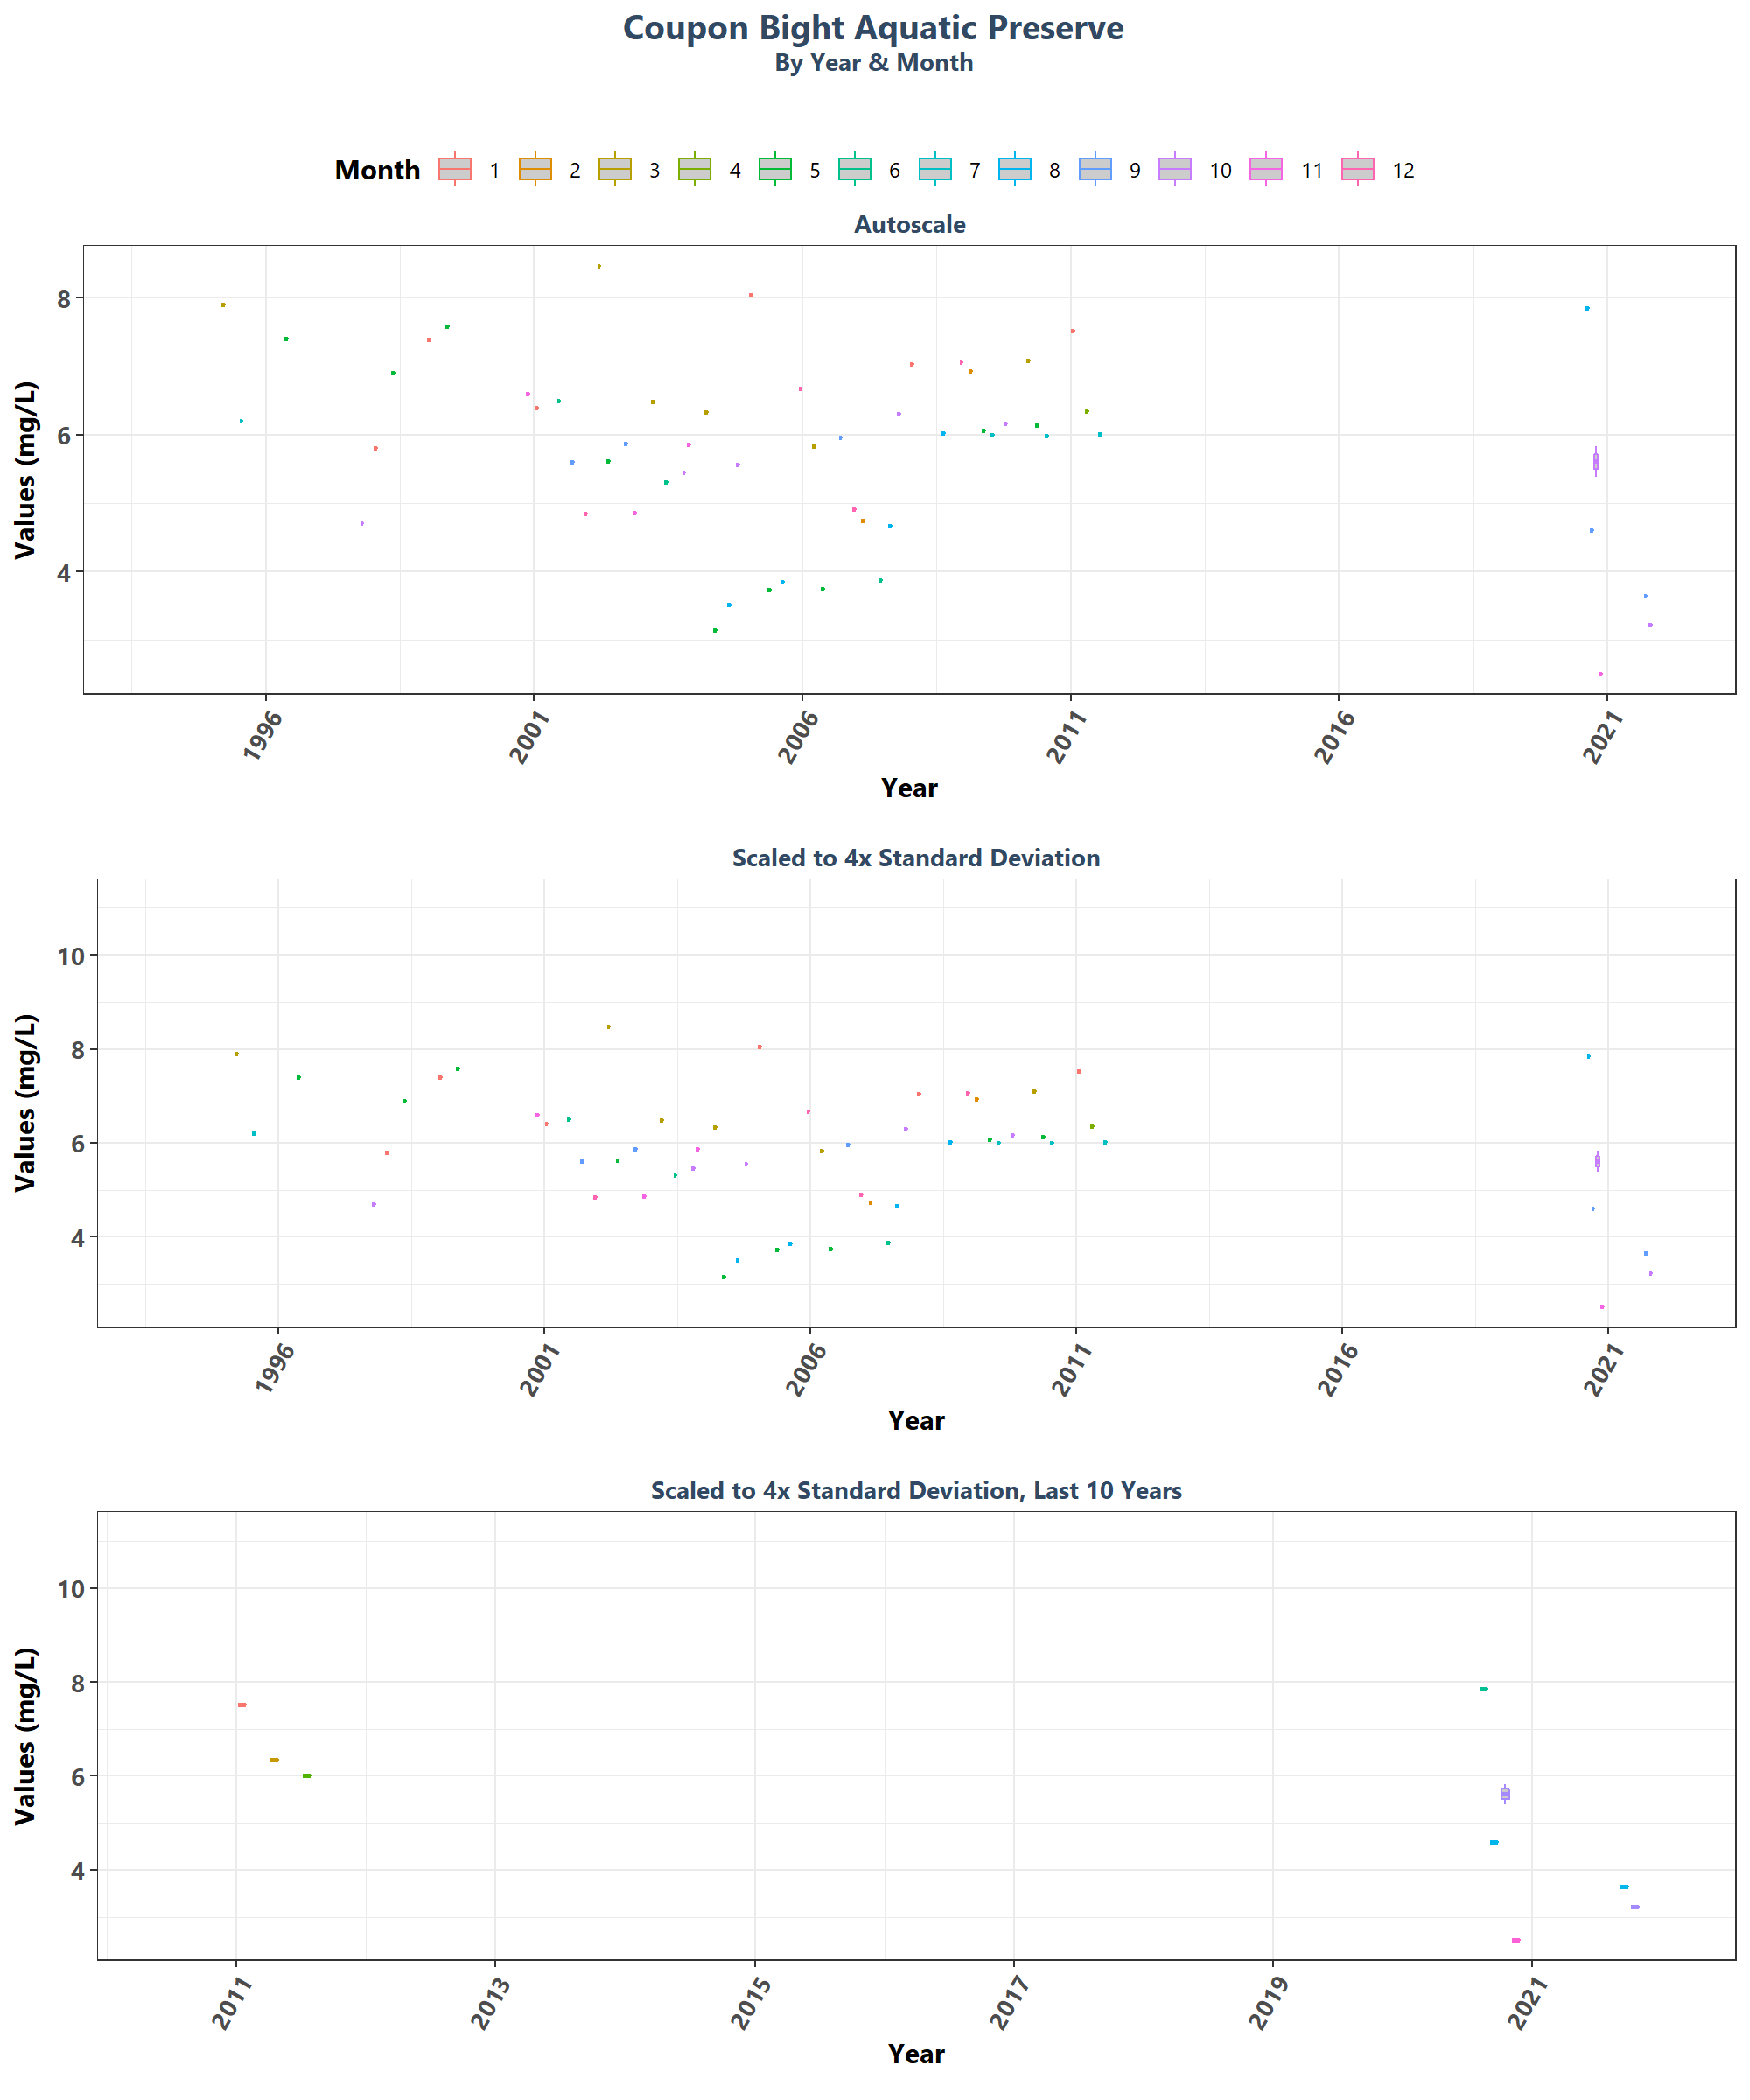 Coupon Bight Aquatic Preserve
By Year & Month
Month 1 2 3 4 5 6 7 8 9 10 11 12
Autoscale
Values (mg/L)
8
6
4
1996 2001 2006 2011 2016 2021
Year
Scaled to 4x Standard Deviation
Values (mg/L)
10
8
6
4
1996 2001 2006 2011 2016 2021
Year
Scaled to 4x Standard Deviation, Last 10 Years
Values (mg/L)
10
8
6
4
2011 2013 2015 2017 2019 2021
Year